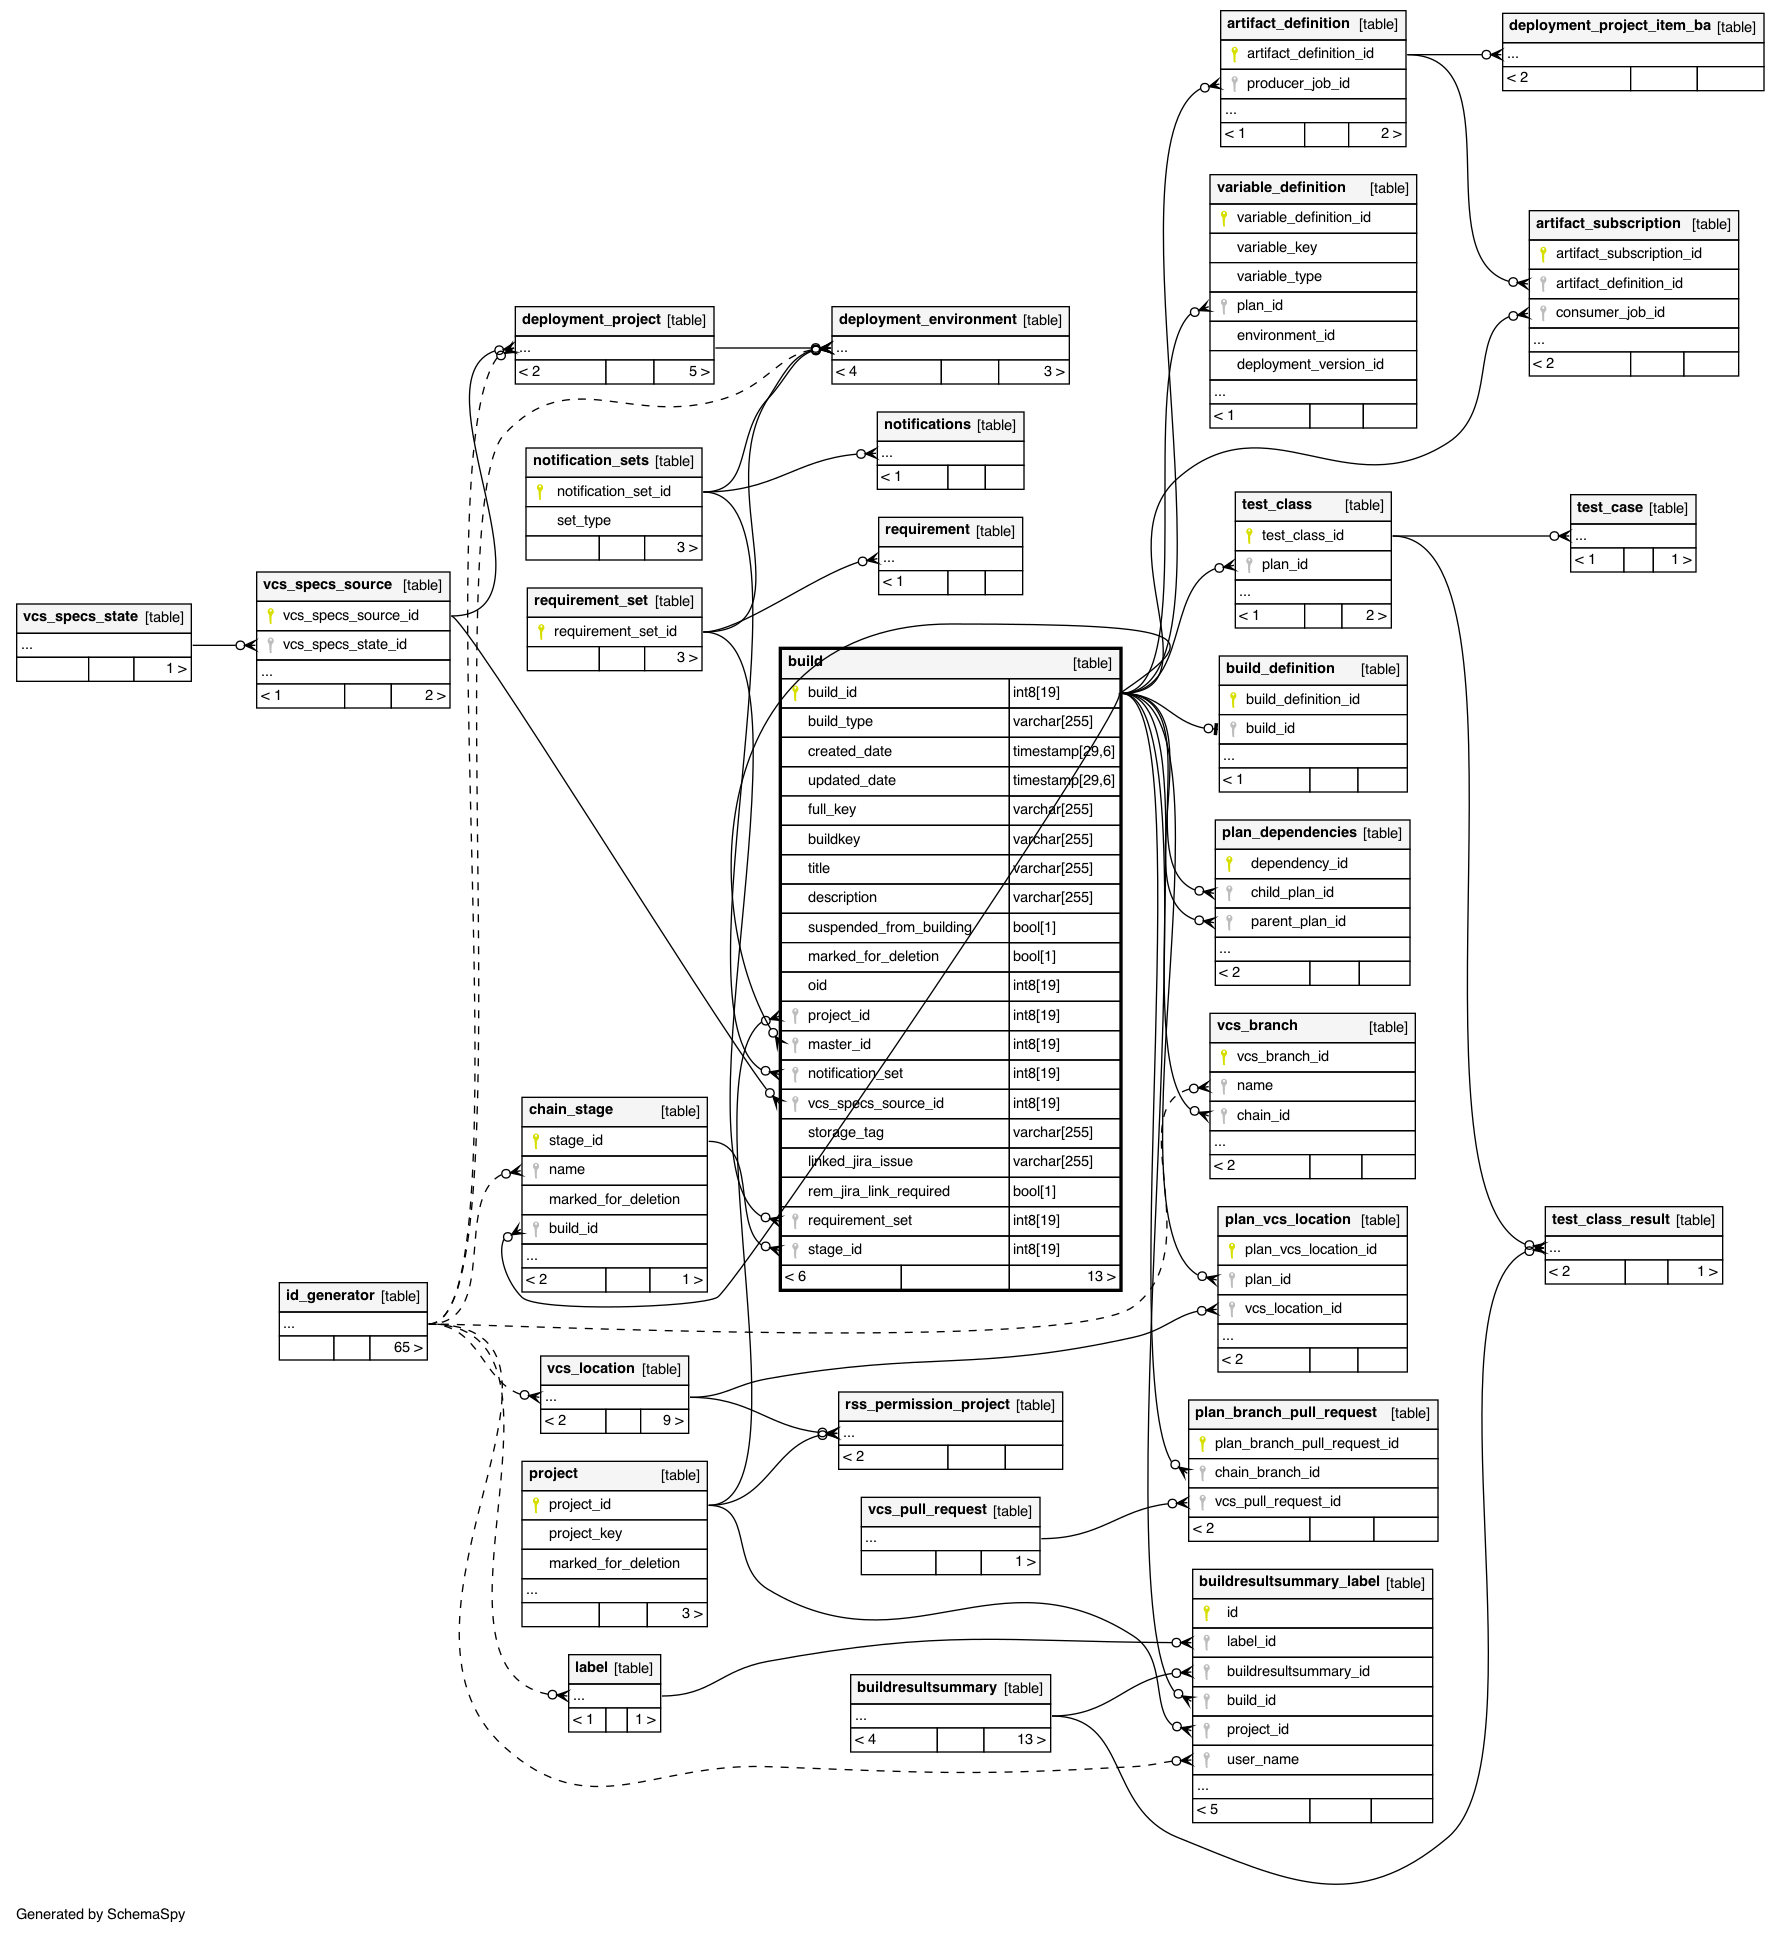 artifact_definition [table]
artifact_definition_id
producer_job_id
...
< 1 2 >
deployment_project_item_ba [table]
...
< 2
variable_definition [table]
variable_definition_id
variable_key
variable_type
plan_id
environment_id
deployment_version_id
...
< 1
artifact_subscription [table]
artifact_subscription_id
artifact_definition_id
consumer_job_id
...
< 2
deployment_project [table]
...
< 2 5 >
deployment_environment [table]
...
< 4 3 >
notifications [table]
...
< 1
notification_sets [table]
notification_set_id
set_type
3 >
requirement [table]
...
< 1
requirement_set [table]
requirement_set_id
3 >
test_class [table]
test_class_id
plan_id
...
< 1 2 >
test_case [table]
...
< 1 1 >
vcs_specs_state [table]
...
1 >
vcs_specs_source [table]
vcs_specs_source_id
vcs_specs_state_id
...
< 1 2 >
build [table]
build_id int8[19]
build_type varchar[255]
created_date timestamp[29,6]
updated_date timestamp[29,6]
full_key varchar[255]
buildkey varchar[255]
title varchar[255]
description varchar[255]
suspended_from_building bool[1]
marked_for_deletion bool[1]
oid int8[19]
project_id int8[19]
master_id int8[19]
notification_set int8[19]
vcs_specs_source_id int8[19]
storage_tag varchar[255]
linked_jira_issue varchar[255]
rem_jira_link_required bool[1]
requirement_set int8[19]
stage_id int8[19]
< 6 13 >
build_definition [table]
build_definition_id
build_id
...
< 1
plan_dependencies [table]
dependency_id
child_plan_id
parent_plan_id
...
< 2
vcs_branch [table]
vcs_branch_id
name
chain_id
...
< 2
chain_stage [table]
stage_id
name
marked_for_deletion
build_id
...
< 2 1 >
plan_vcs_location [table]
plan_vcs_location_id
plan_id
vcs_location_id
...
< 2
test_class_result [table]
...
< 2 1 >
id_generator [table]
...
65 >
vcs_location [table]
...
< 2 9 >
rss_permission_project [table]
...
< 2
plan_branch_pull_request [table]
plan_branch_pull_request_id
chain_branch_id
vcs_pull_request_id
< 2
project [table]
project_id
project_key
marked_for_deletion
...
3 >
vcs_pull_request [table]
...
1 >
buildresultsummary_label [table]
id
label_id
buildresultsummary_id
build_id
project_id
user_name
...
< 5
label [table]
...
< 1 1 >
buildresultsummary [table]
...
< 4 13 >
Generated by SchemaSpy